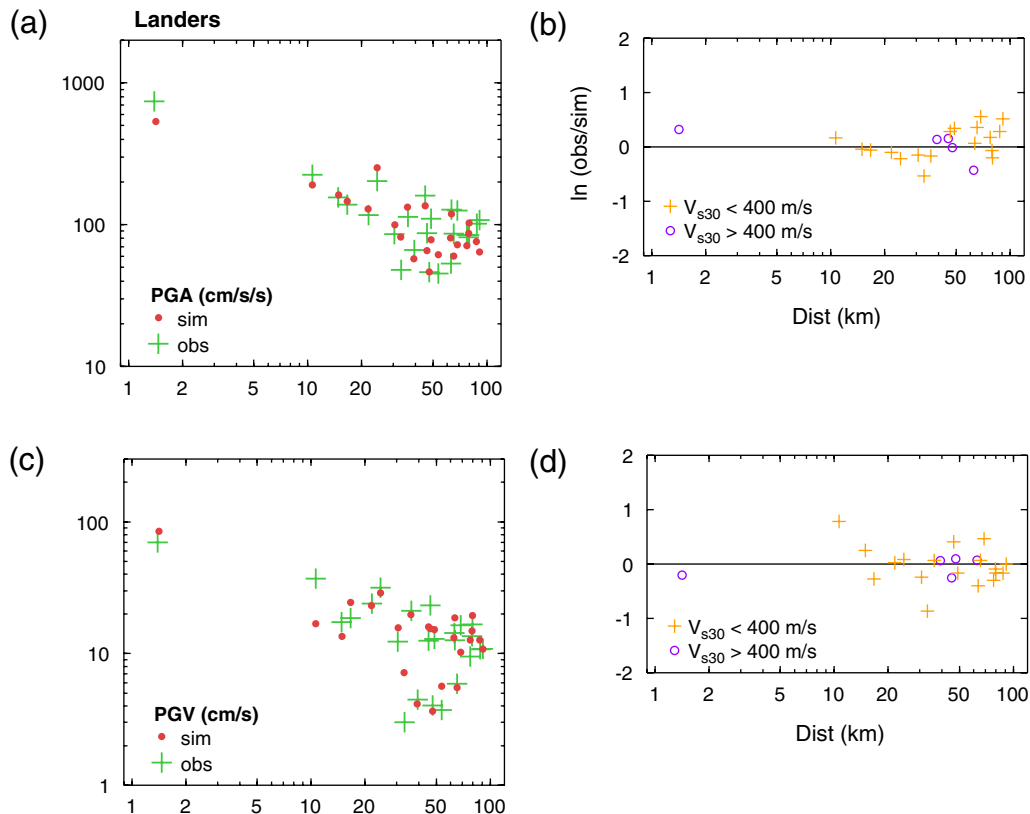 Landers
(a)
1000
100
10
PGA (cm/s/s)
sim
obs
1 2 5 10 20 50 100
(b)
2
1
0
-1
-2
ln (obs/sim)
Vs30 < 400 m/s
Vs30 > 400 m/s
1 2 5 10 20 50 100
Dist (km)
(c)
100
10
1
PGV (cm/s)
sim
obs
1 2 5 10 20 50 100
(d)
2
1
0
-1
-2
Vs30 < 400 m/s
Vs30 > 400 m/s
1 2 5 10 20 50 100
Dist (km)